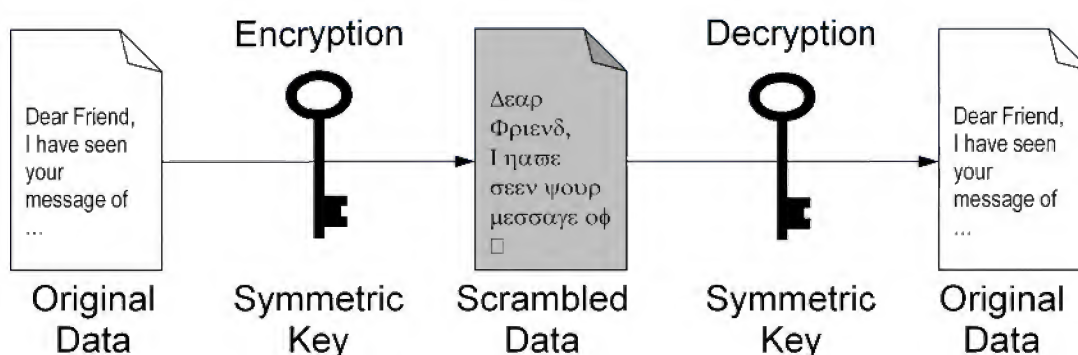 Encryption
Decryption
Dear Friend,
I have seen
your
message of
...
Δεαρ
Φριενδ,
Ι ηαϖε
σεεν ψουρ
μεσσαγε οφ
□
Dear Friend,
I have seen
your
message of
...
Original
Data
Symmetric
Key
Scrambled
Data
Symmetric
Key
Original
Data